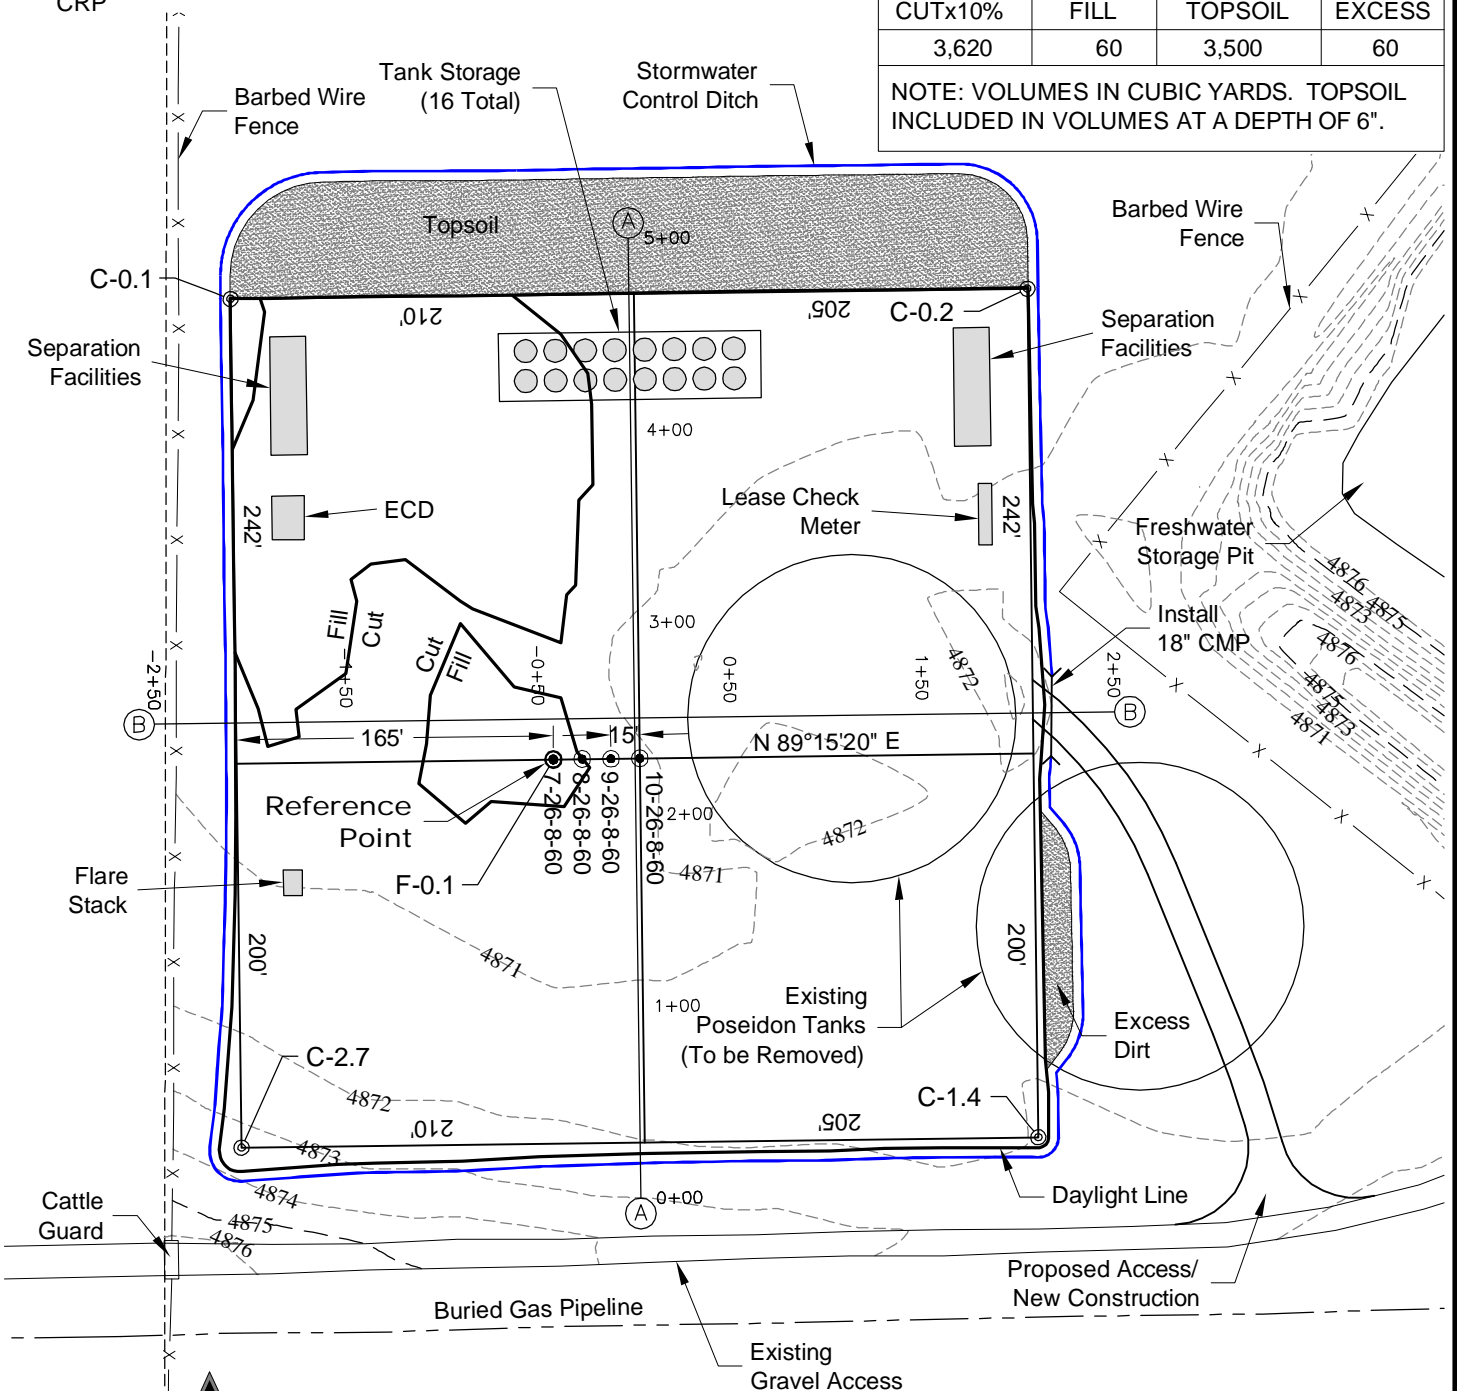 CRP
CUTx10% FILL TOPSOIL EXCESS
3,620 60 3,500 60
NOTE: VOLUMES IN CUBIC YARDS. TOPSOIL
INCLUDED IN VOLUMES AT A DEPTH OF 6".
Barbed Wire
Fence
Tank Storage
(16 Total)
Stormwater
Control Ditch
Barbed Wire
Fence
Topsoil
A
5+00
C-0.1
210'
205'
C-0.2
Separation
Facilities
Separation
Facilities
4+00
ECD
242'
Lease Check
Meter
242'
Freshwater
Storage Pit
4876
4875
4873
4876
4875
4873
4871
Install
18" CMP
Fill
Cut
Cut
Fill
3+00
-2+50
-1+50
-0+50
0+50
1+50
2+50
4872
B
B
165'
15'
N 89°15'20" E
Reference
Point
7-26-8-60
8-26-8-60
9-26-8-60
10-26-8-60
2+00
4872
4871
F-0.1
Flare
Stack
200'
4871
200'
1+00
Existing
Poseidon Tanks
(To be Removed)
Excess
Dirt
C-2.7
C-1.4
4872
210'
205'
4873
4874
4875
4876
A
0+00
Daylight Line
Cattle
Guard
Proposed Access/
New Construction
Buried Gas Pipeline
Existing
Gravel Access